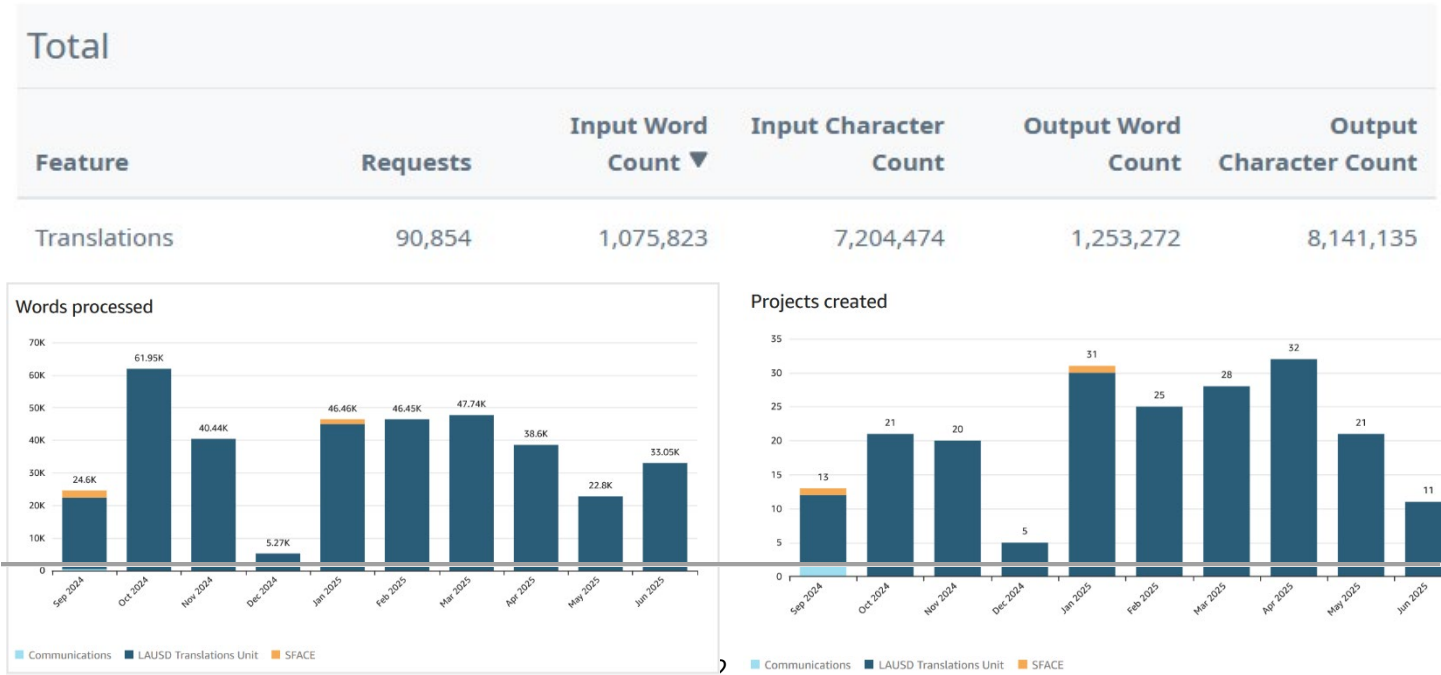 Total
Feature Requests Input Word Count ▼ Input Character Count Output Word Count Output Character Count
Translations 90,854 1,075,823 7,204,474 1,253,272 8,141,135
Words processed
70K
60K
50K
40K
30K
20K
10K
0
24.6K
61.95K
40.44K
5.27K
46.46K
46.45K
47.74K
38.6K
22.8K
33.05K
Sep 2024
Oct 2024
Nov 2024
Dec 2024
Jan 2025
Feb 2025
Mar 2025
Apr 2025
May 2025
Jun 2025
Communications LAUSD Translations Unit SFACE
Projects created
35
30
25
20
15
10
5
0
13
21
20
5
31
25
28
32
21
11
Sep 2024
Oct 2024
Nov 2024
Dec 2024
Jan 2025
Feb 2025
Mar 2025
Apr 2025
May 2025
Jun 2025
Communications LAUSD Translations Unit SFACE